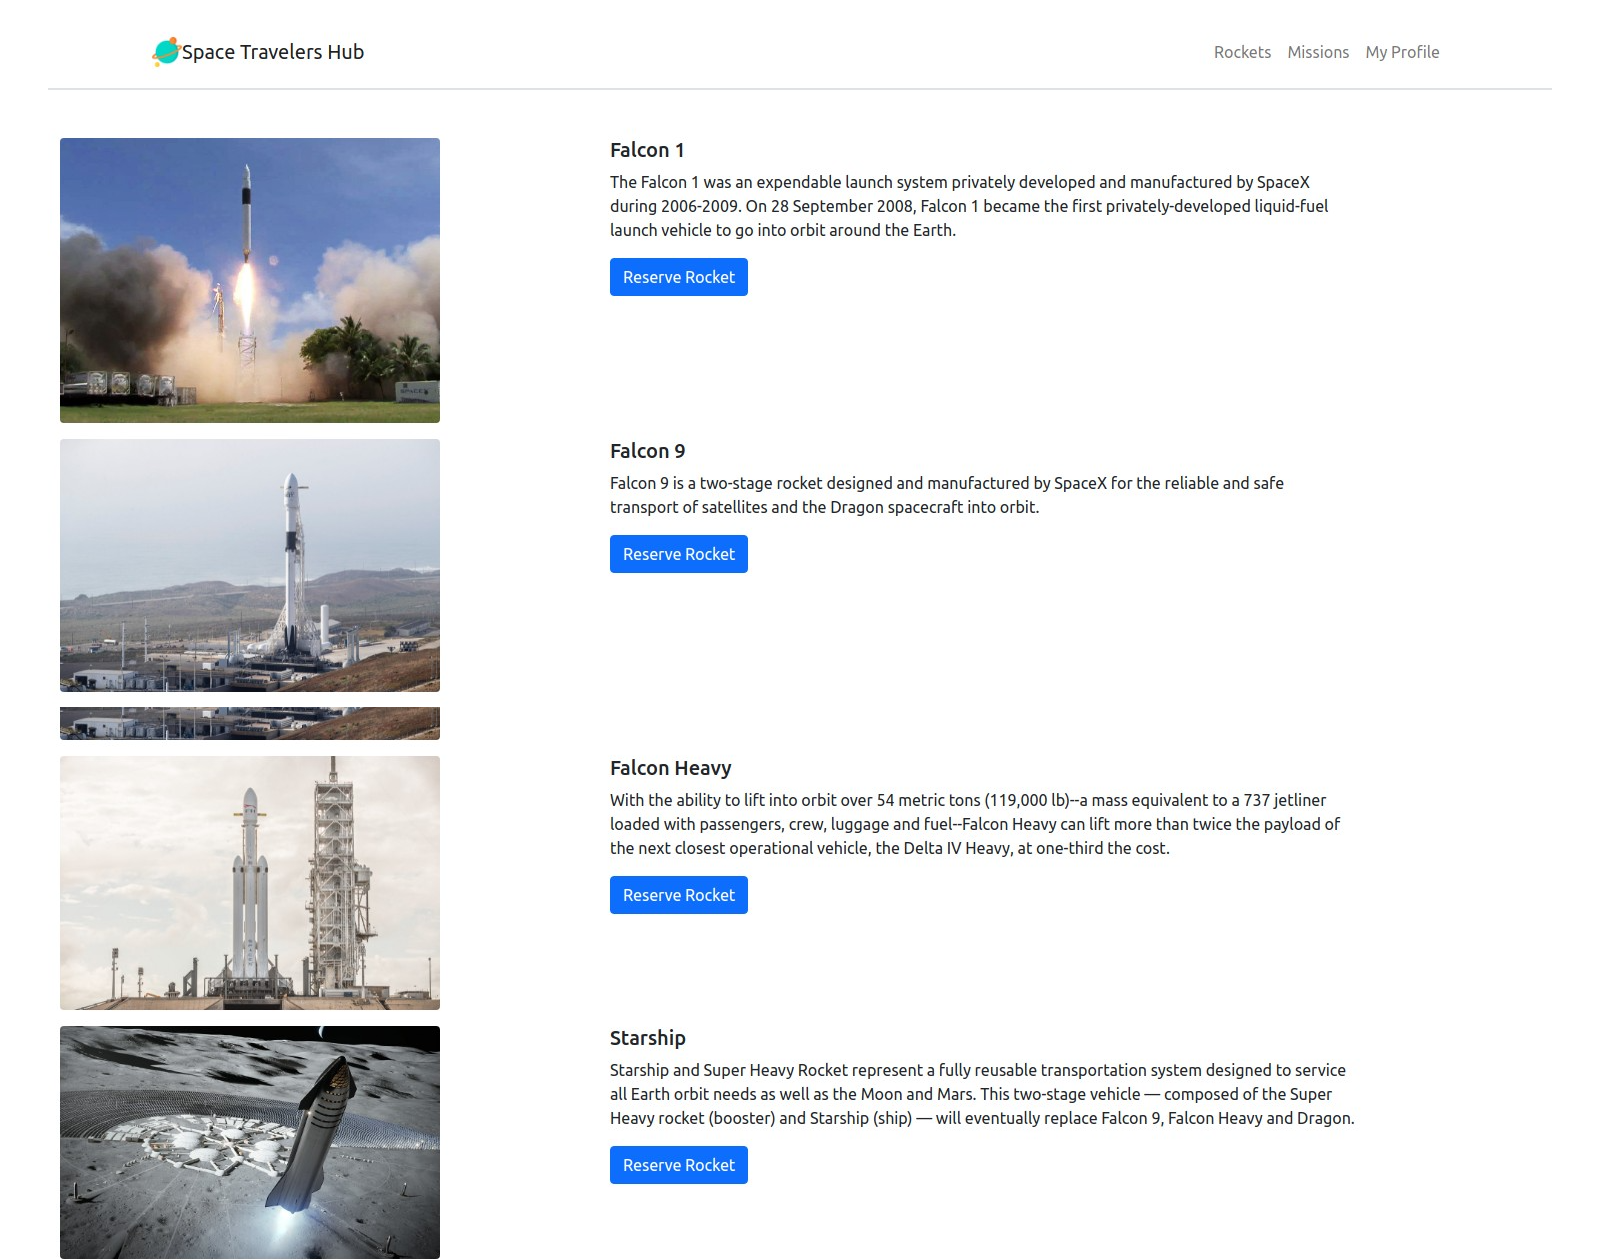 Space Travelers Hub
Rockets Missions My Profile
Falcon 1
The Falcon 1 was an expendable launch system privately developed and manufactured by SpaceX
during 2006-2009. On 28 September 2008, Falcon 1 became the first privately-developed liquid-fuel
launch vehicle to go into orbit around the Earth.
Reserve Rocket
Falcon 9
Falcon 9 is a two-stage rocket designed and manufactured by SpaceX for the reliable and safe
transport of satellites and the Dragon spacecraft into orbit.
Reserve Rocket
Falcon Heavy
With the ability to lift into orbit over 54 metric tons (119,000 lb)--a mass equivalent to a 737 jetliner
loaded with passengers, crew, luggage and fuel--Falcon Heavy can lift more than twice the payload of
the next closest operational vehicle, the Delta IV Heavy, at one-third the cost.
Reserve Rocket
Starship
Starship and Super Heavy Rocket represent a fully reusable transportation system designed to service
all Earth orbit needs as well as the Moon and Mars. This two-stage vehicle — composed of the Super
Heavy rocket (booster) and Starship (ship) — will eventually replace Falcon 9, Falcon Heavy and Dragon.
Reserve Rocket